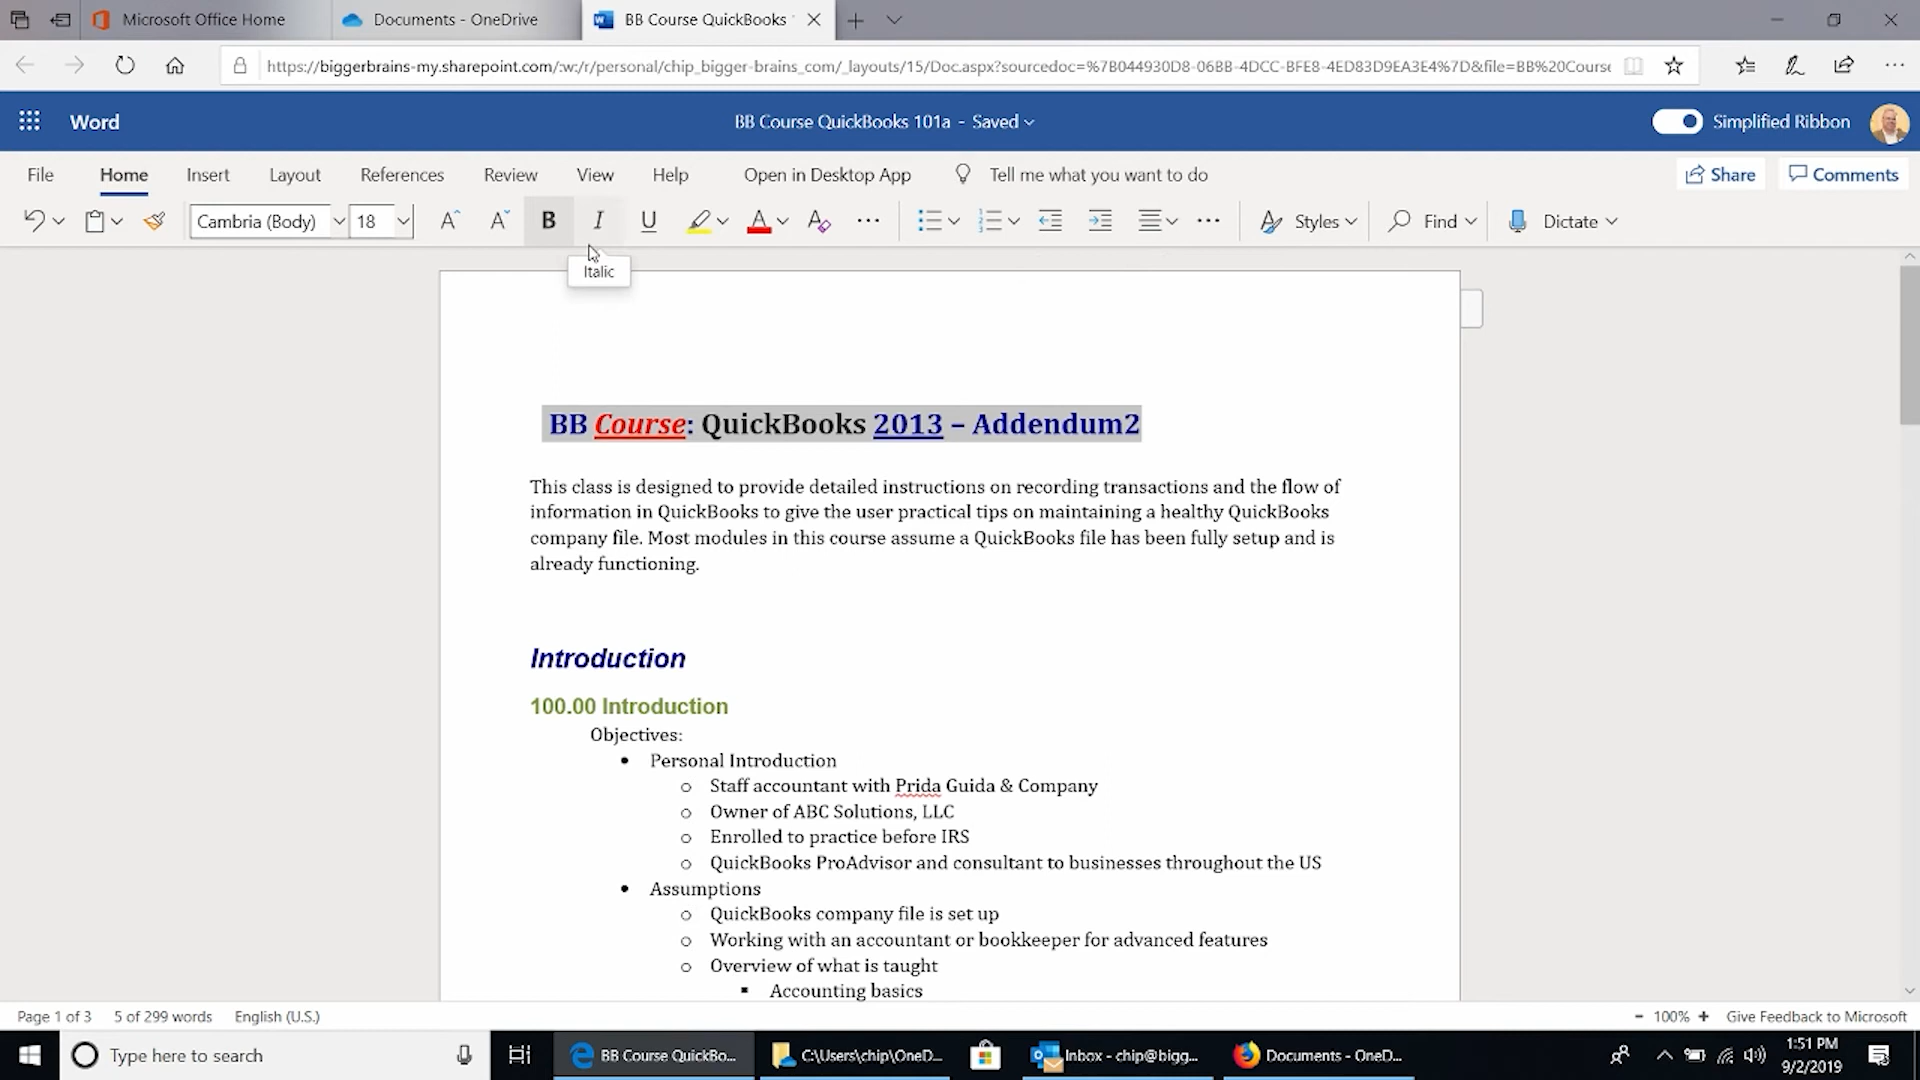 Microsoft Office Home
Documents - OneDrive
BB Course QuickBooks
https://biggerbrains-my.sharepoint.com/:w:/r/personal/chip_bigger-brains_com/_layouts/15/Doc.aspx?sourcedoc=%7B044930D8-06BB-4DCC-BFE8-4ED83D9EA3E4%7D&file=BB%20Course
Word
BB Course QuickBooks 101a - Saved
Simplified Ribbon
File Home Insert Layout References Review View Help Open in Desktop App Tell me what you want to do Share Comments
Cambria (Body) 18 A A B I U A A Styles Find Dictate
Italic
BB Course: QuickBooks 2013 – Addendum2
This class is designed to provide detailed instructions on recording transactions and the flow of
information in QuickBooks to give the user practical tips on maintaining a healthy QuickBooks
company file. Most modules in this course assume a QuickBooks file has been fully setup and is
already functioning.
Introduction
100.00 Introduction
Objectives:
• Personal Introduction
o Staff accountant with Prida Guida & Company
o Owner of ABC Solutions, LLC
o Enrolled to practice before IRS
o QuickBooks ProAdvisor and consultant to businesses throughout the US
• Assumptions
o QuickBooks company file is set up
o Working with an accountant or bookkeeper for advanced features
o Overview of what is taught
▪ Accounting basics
Page 1 of 3 5 of 299 words English (U.S.) - 100% + Give Feedback to Microsoft
Type here to search
BB Course QuickBo...
C:\Users\chip\OneD...
Inbox - chip@bigg...
Documents - OneD...
1:51 PM
9/2/2019